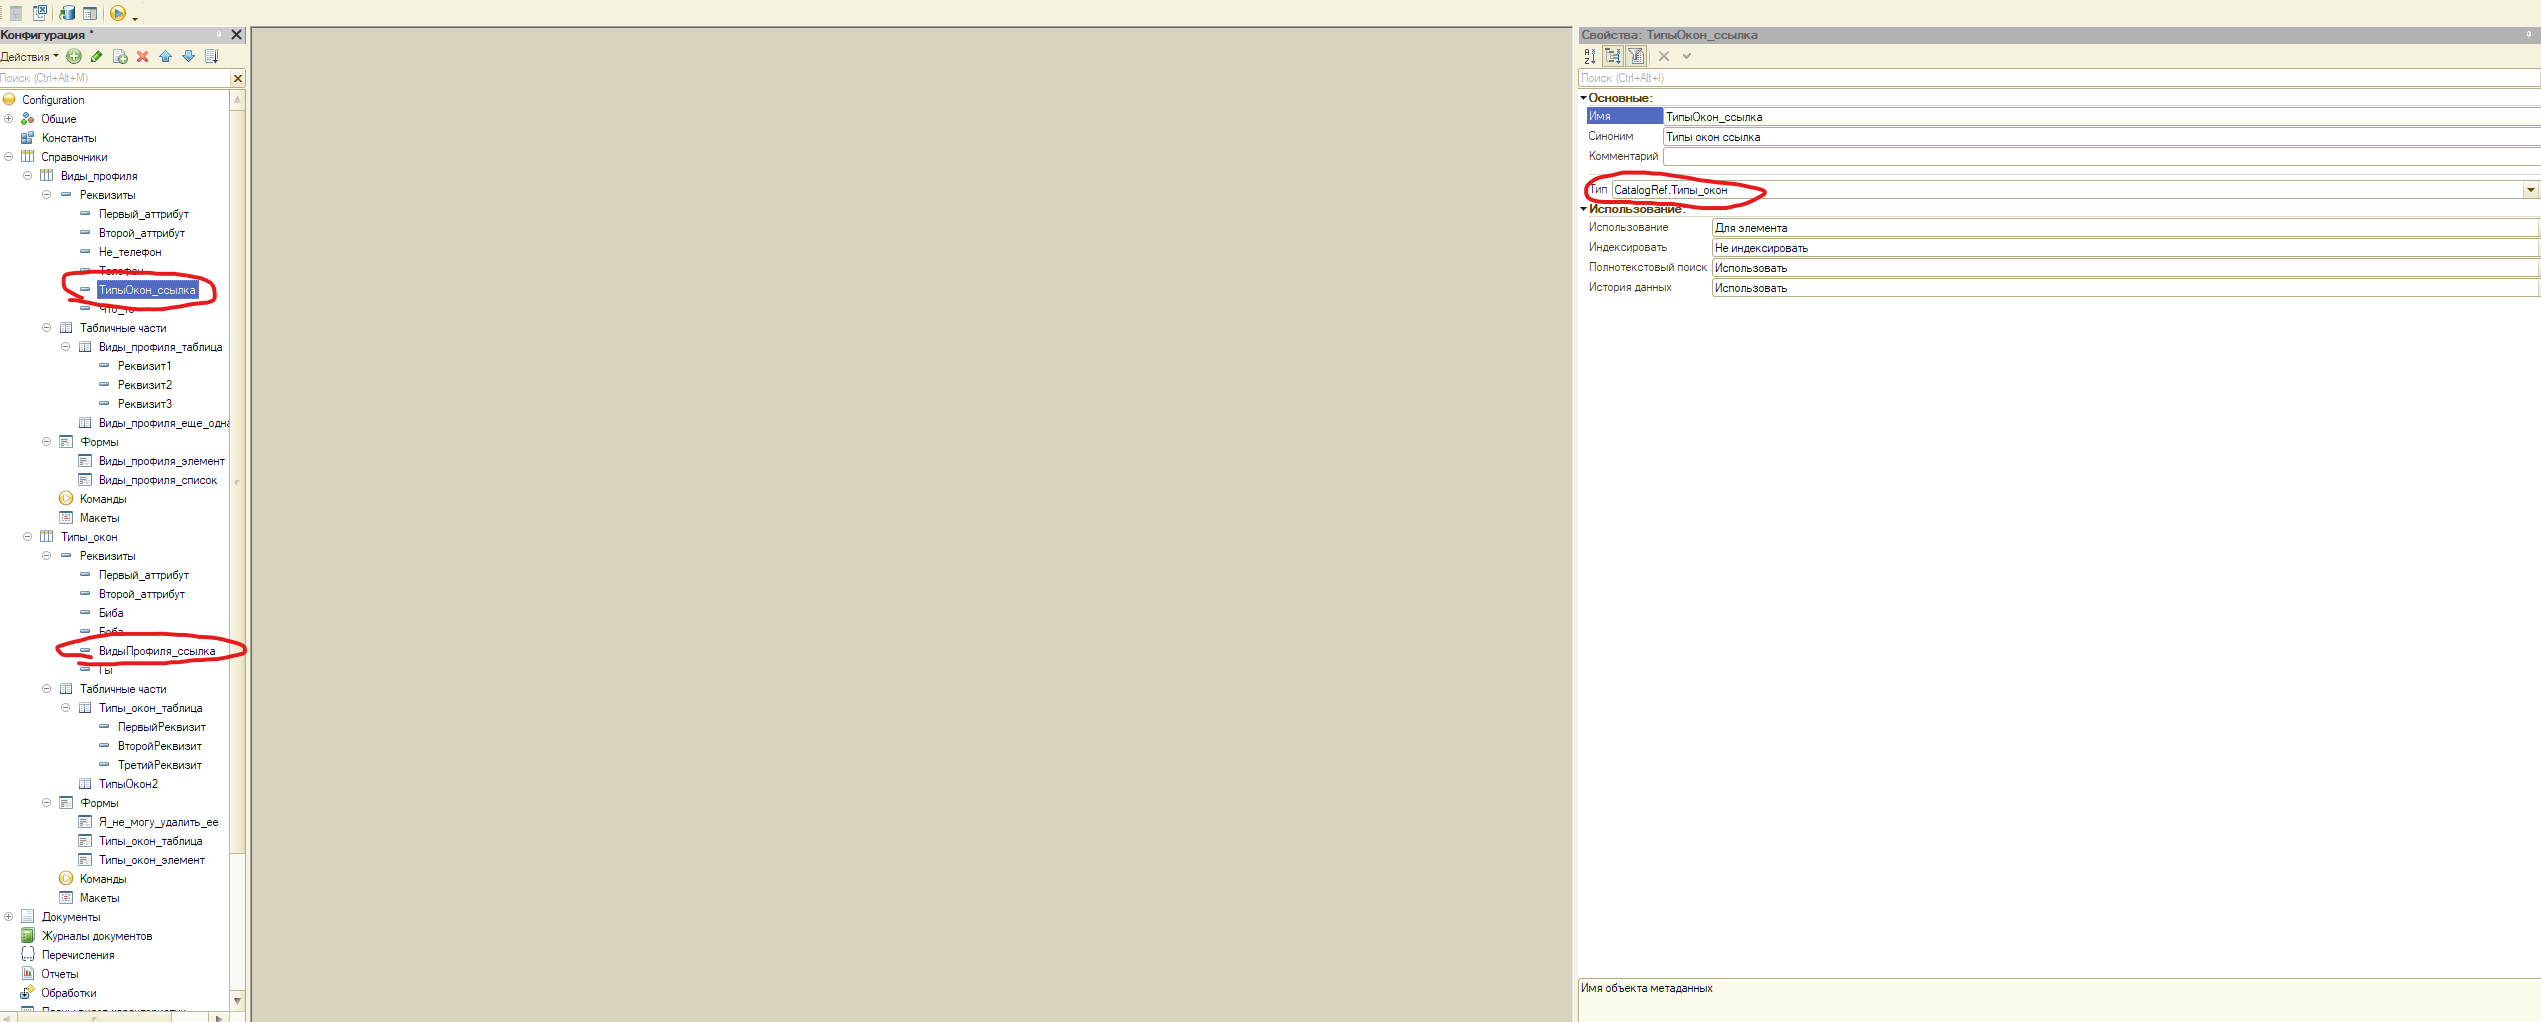 Конфигурация *
Действия
Поиск (Ctrl+Alt+M)
Configuration
Общие
Константы
Справочники
Виды_профиля
Реквизиты
Первый_аттрибут
Второй_аттрибут
Не_телефон
Телефон
ТипыОкон_ссылка
Что_то
Табличные части
Виды_профиля_таблица
Реквизит1
Реквизит2
Реквизит3
Виды_профиля_еще_одна
Формы
Виды_профиля_элемент
Виды_профиля_список
Команды
Макеты
Типы_окон
Реквизиты
Первый_аттрибут
Второй_аттрибут
Биба
Боба
ВидыПрофиля_ссылка
Табличные части
Типы_окон_таблица
ПервыйРеквизит
ВторойРеквизит
ТретийРеквизит
ТипыОкон2
Формы
Я_не_могу_удалить_ее
Типы_окон_таблица
Типы_окон_элемент
Команды
Макеты
Документы
Журналы документов
Перечисления
Отчеты
Обработки
Планы видов характеристик
Свойства: ТипыОкон_ссылка
Поиск (Ctrl+Alt+I)
Основные:
Имя ТипыОкон_ссылка
Синоним Типы окон ссылка
Комментарий
Тип CatalogRef.Типы_окон
Использование:
Использование Для элемента
Индексировать Не индексировать
Полнотекстовый поиск Использовать
История данных Использовать
Имя объекта метаданных